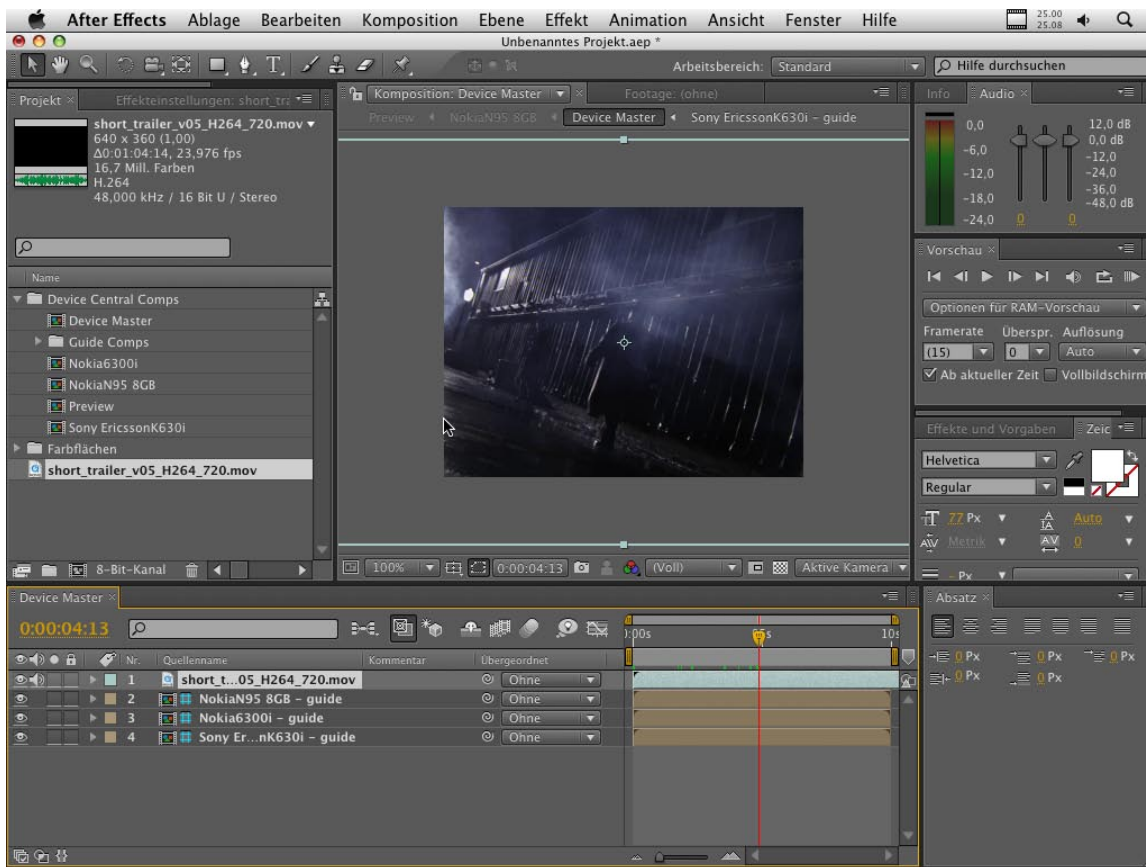 After Effects Ablage Bearbeiten Komposition Ebene Effekt Animation Ansicht Fenster Hilfe
25.00
25.08
Unbenanntes Projekt.aep *
Arbeitsbereich: Standard
Hilfe durchsuchen
Projekt
Effekteinstellungen: short_tra
short_trailer_v05_H264_720.mov
640 x 360 (1,00)
Δ0:01:04:14, 23,976 fps
16,7 Mill. Farben
H.264
48,000 kHz / 16 Bit U / Stereo
Name
Device Central Comps
Device Master
Guide Comps
Nokia6300i
NokiaN95 8GB
Preview
Sony EricssonK630i
Farbflächen
short_trailer_v05_H264_720.mov
8-Bit-Kanal
Komposition: Device Master
Footage: (ohne)
Preview NokiaN95 8GB Device Master Sony EricssonK630i - guide
100% 0:00:04:13 (Voll) Aktive Kamera
Info Audio
0,0
-6,0
-12,0
-18,0
-24,0
0 0
12,0 dB
0,0 dB
-12,0
-24,0
-36,0
-48,0 dB
Vorschau
Optionen für RAM-Vorschau
Framerate Überspr. Auflösung
(15) 0 Auto
Ab aktueller Zeit Vollbildschirm
Effekte und Vorgaben Zeic
Helvetica
Regular
77 Px Auto
Metrik 0
- Px
Device Master
0:00:04:13
Nr. Quellenname Kommentar Übergeordnet
1 short_t...05_H264_720.mov Ohne
2 NokiaN95 8GB - guide Ohne
3 Nokia6300i - guide Ohne
4 Sony Er...nK630i - guide Ohne
):00s 10s
Absatz
0 Px 0 Px 0 Px
0 Px 0 Px